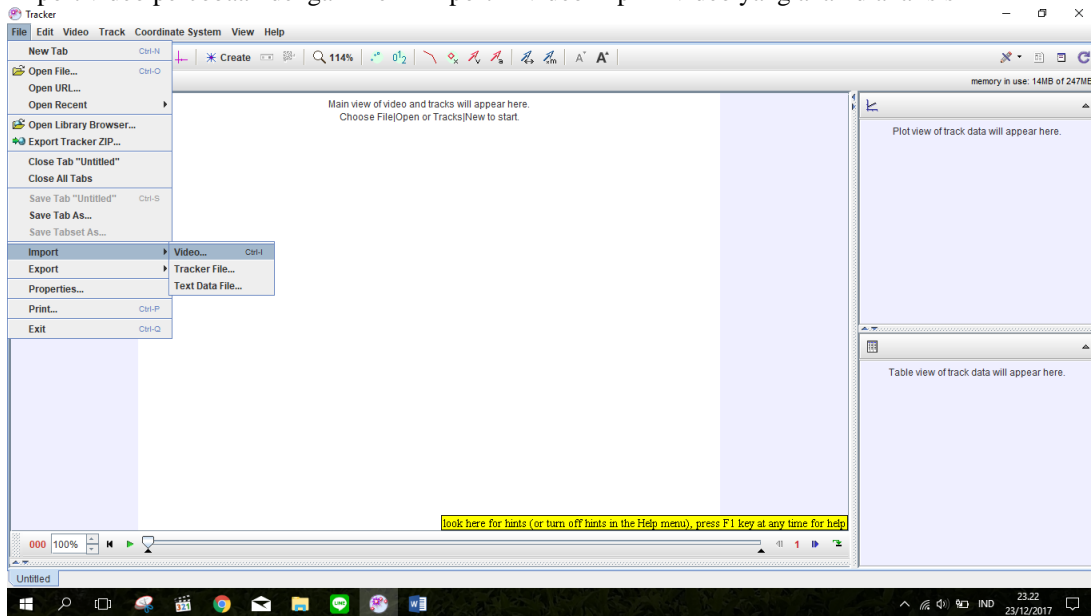 Tracker
File Edit Video Track Coordinate System View Help
New Tab Ctrl-N
Create 114%
Open File... Ctrl-O
Open URL...
memory in use: 14MB of 247MB
Open Recent
Main view of video and tracks will appear here.
Choose File|Open or Tracks|New to start.
Open Library Browser...
Export Tracker ZIP...
Plot view of track data will appear here.
Close Tab "Untitled"
Close All Tabs
Save Tab "Untitled" Ctrl-S
Save Tab As...
Save Tabset As...
Import
Video... Ctrl-I
Export
Tracker File...
Properties...
Text Data File...
Print... Ctrl-P
Exit Ctrl-Q
Table view of track data will appear here.
look here for hints (or turn off hints in the Help menu), press F1 key at any time for help
000 100% 1
Untitled
321
LINE
IND
23.22
23/12/2017